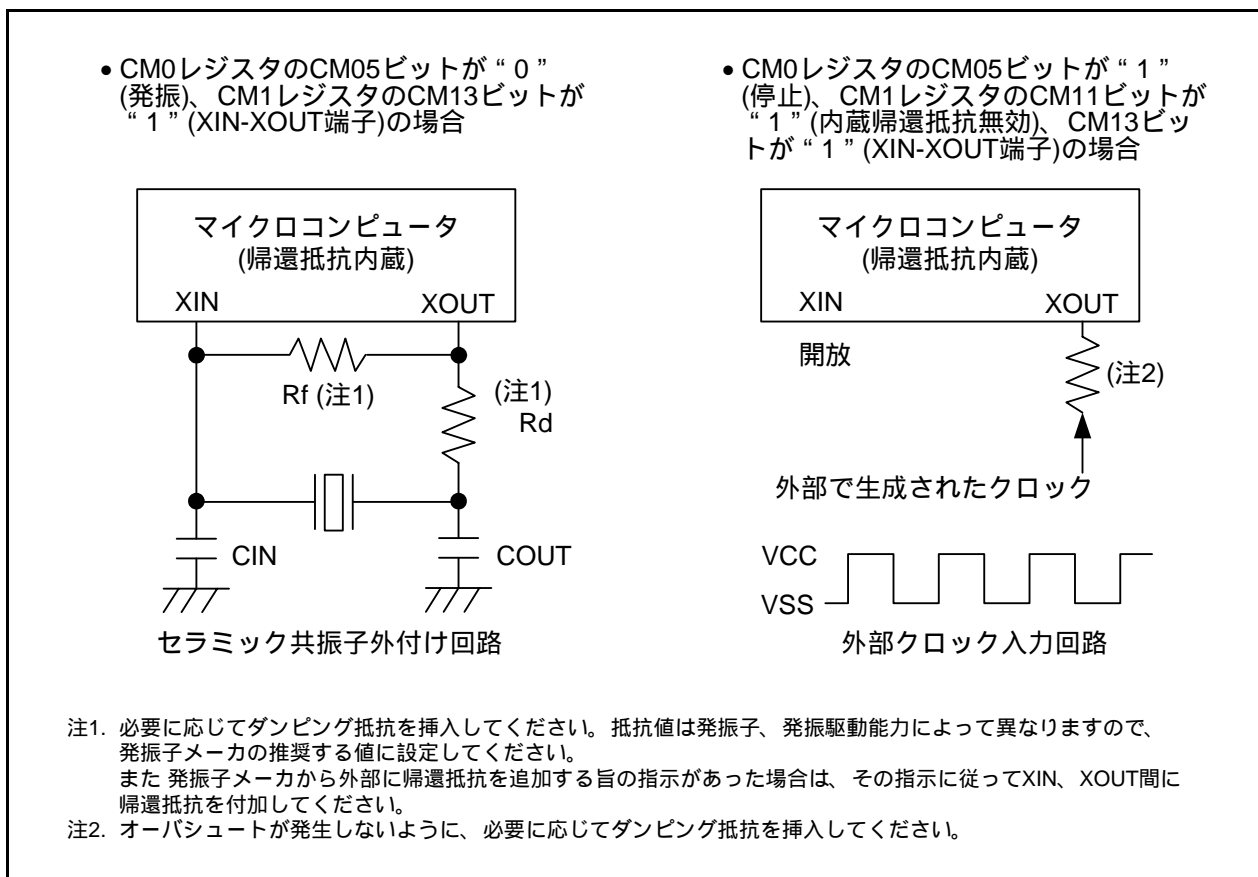 • CM0レジスタのCM05ビットが“0”
(発振)、CM1レジスタのCM13ビットが
“1”(XIN-XOUT端子)の場合
マイクロコンピュータ
(帰還抵抗内蔵)
XIN
XOUT
Rf (注1)
(注1)
Rd
CIN
COUT
セラミック共振子外付け回路
• CM0レジスタのCM05ビットが“1”
(停止)、CM1レジスタのCM11ビットが
“1”(内蔵帰還抵抗無効)、CM13ビッ
トが“1”(XIN-XOUT端子)の場合
マイクロコンピュータ
(帰還抵抗内蔵)
XIN
XOUT
開放
(注2)
外部で生成されたクロック
VCC
VSS
外部クロック入力回路
注1. 必要に応じてダンピング抵抗を挿入してください。抵抗値は発振子、発振駆動能力によって異なりますので、
発振子メーカの推奨する値に設定してください。
また 発振子メーカから外部に帰還抵抗を追加する旨の指示があった場合は、その指示に従ってXIN、XOUT間に
帰還抵抗を付加してください。
注2. オーバシュートが発生しないように、必要に応じてダンピング抵抗を挿入してください。